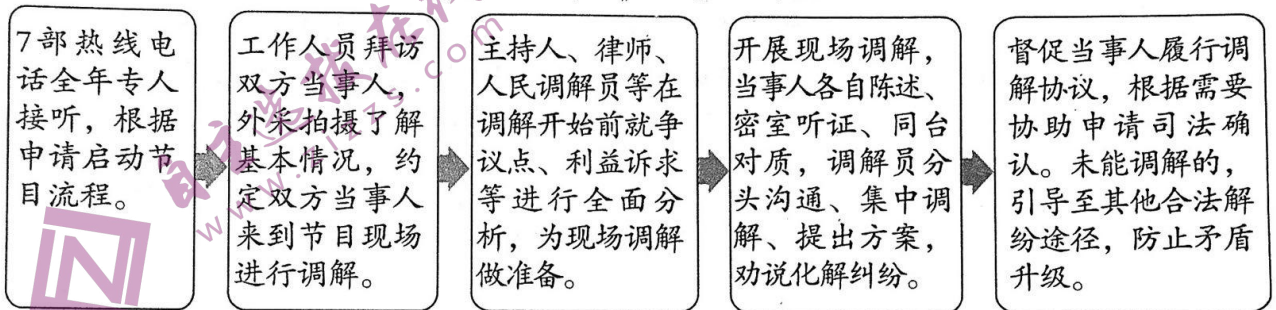 7部热线电
话全年专人
接听，根据
申请启动节
目流程。
工作人员拜访
双方当事人，
外采拍摄了解
基本情况，约
定双方当事人
来到节目现场
进行调解。
主持人、律师、
人民调解员等在
调解开始前就争
议点、利益诉求
等进行全面分
析，为现场调解
做准备。
开展现场调解，
当事人各自陈述、
密室听证、同台
对质，调解员分
头沟通、集中调
解、提出方案，
劝说化解纠纷。
督促当事人履行调
解协议，根据需要
协助申请司法确
认。未能调解的，
引导至其他合法解
纷途径，防止矛盾
升级。